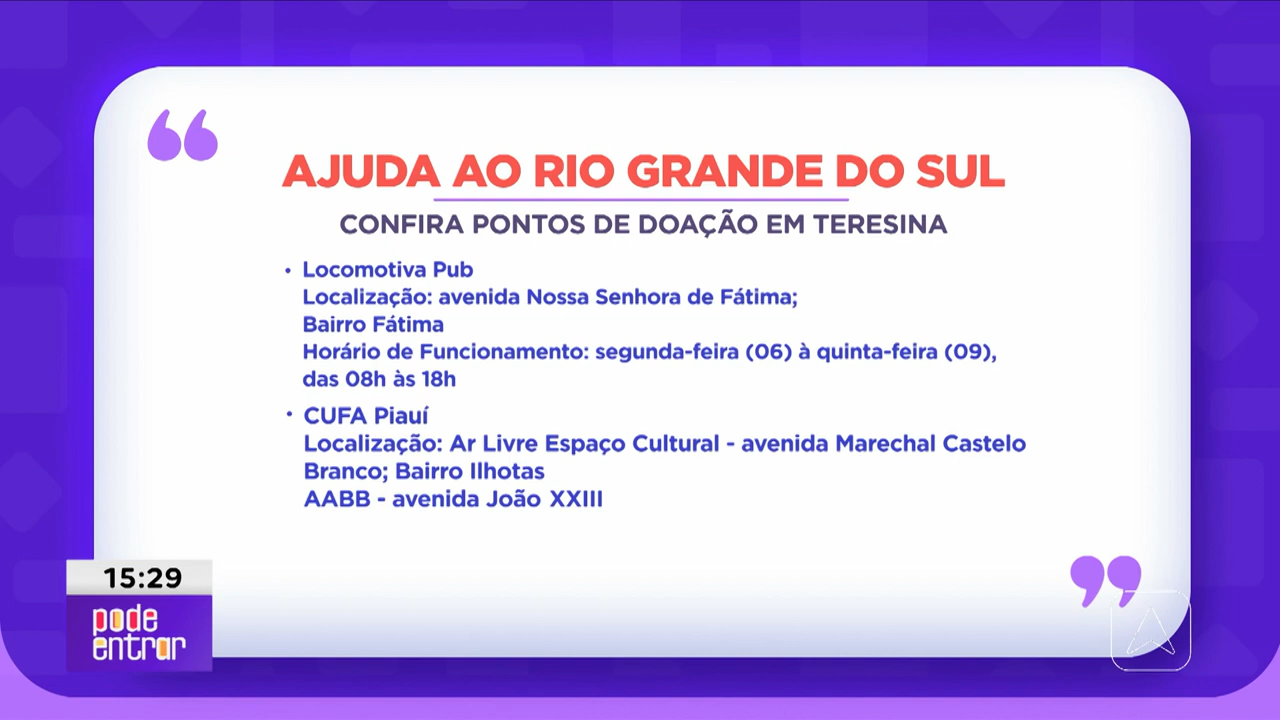 AJUDA AO RIO GRANDE DO SUL
CONFIRA PONTOS DE DOAÇÃO EM TERESINA
• Locomotiva Pub
Localização: avenida Nossa Senhora de Fátima;
Bairro Fátima
Horário de Funcionamento: segunda-feira (06) à quinta-feira (09),
das 08h às 18h
• CUFA Piauí
Localização: Ar Livre Espaço Cultural - avenida Marechal Castelo
Branco; Bairro Ilhotas
AABB - avenida João XXIII
15:29
pode
entrar